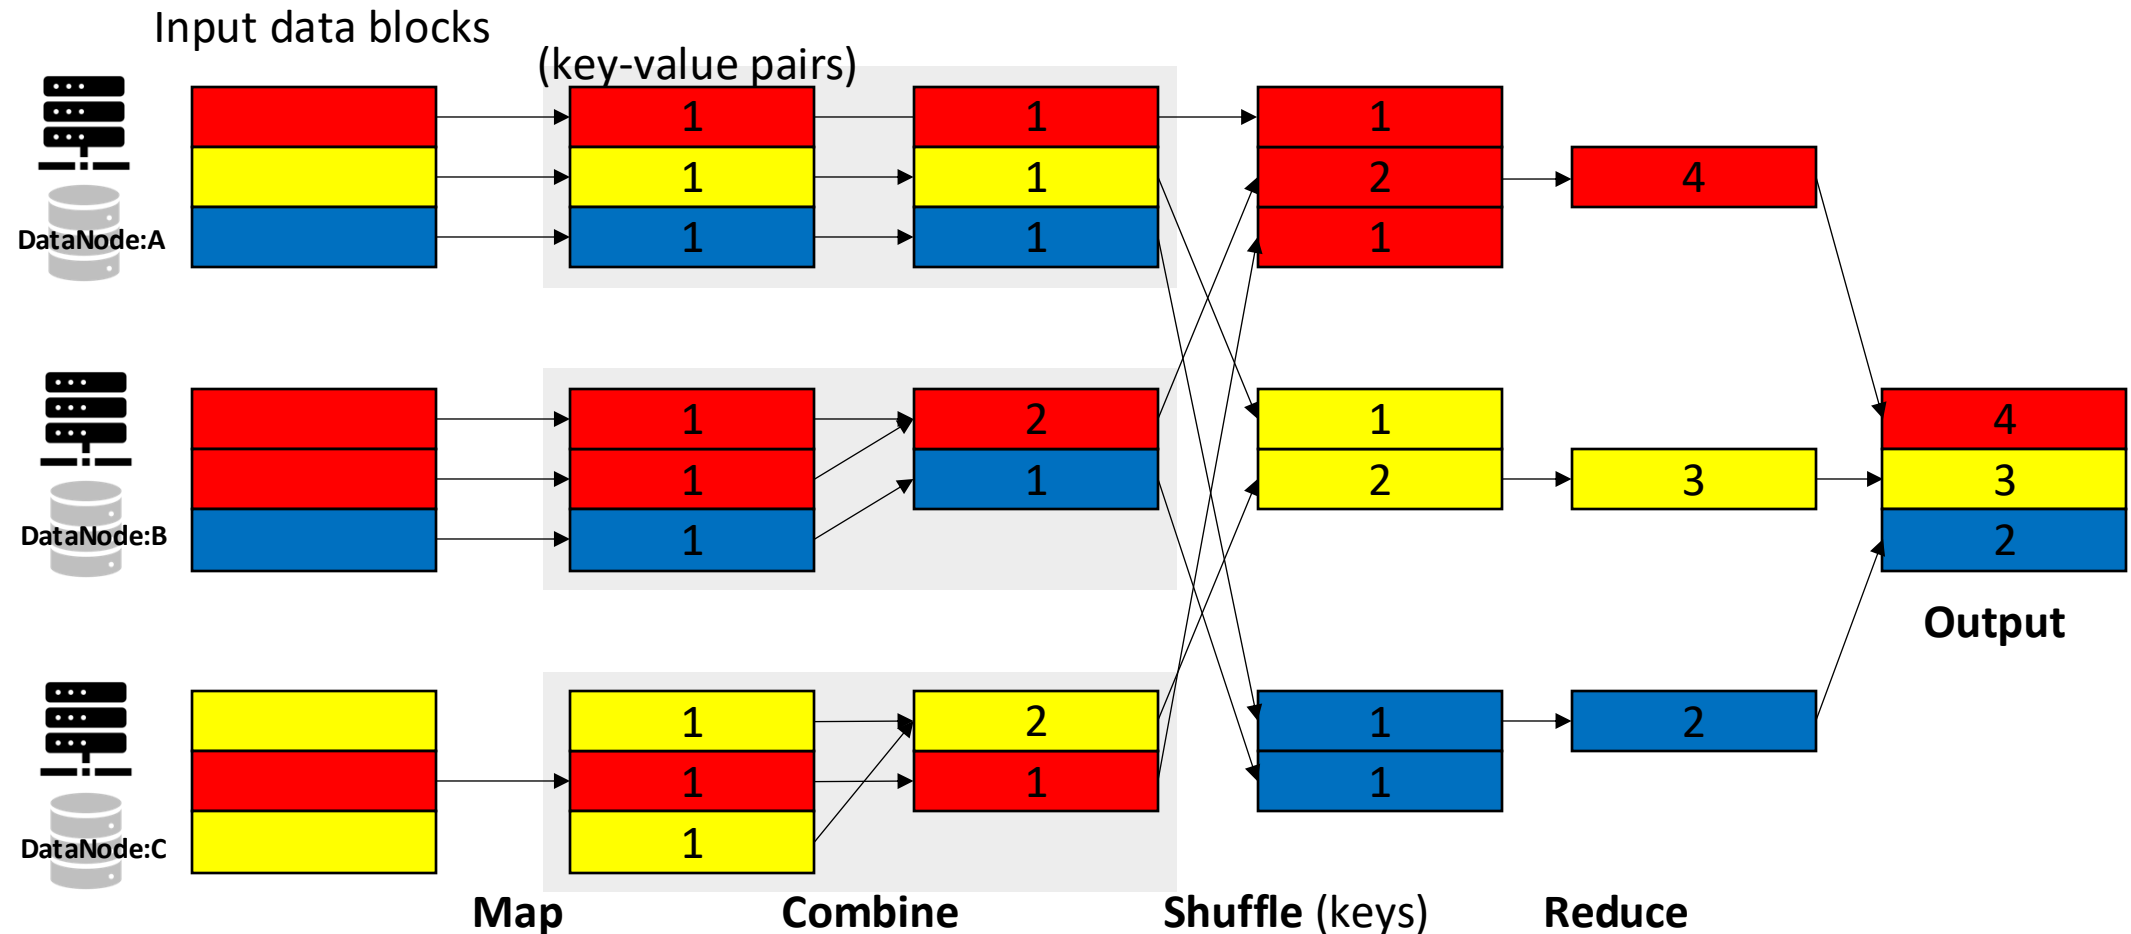 Input data blocks
(key-value pairs)
1 1 1
1 1 2 4
1 1 1
DataNode:A
1 2 1 4
1 1 2 3 3
1 2
DataNode:B
Output
1 2 1 2
1 1 1
1
DataNode:C
Map Combine Shuffle (keys) Reduce